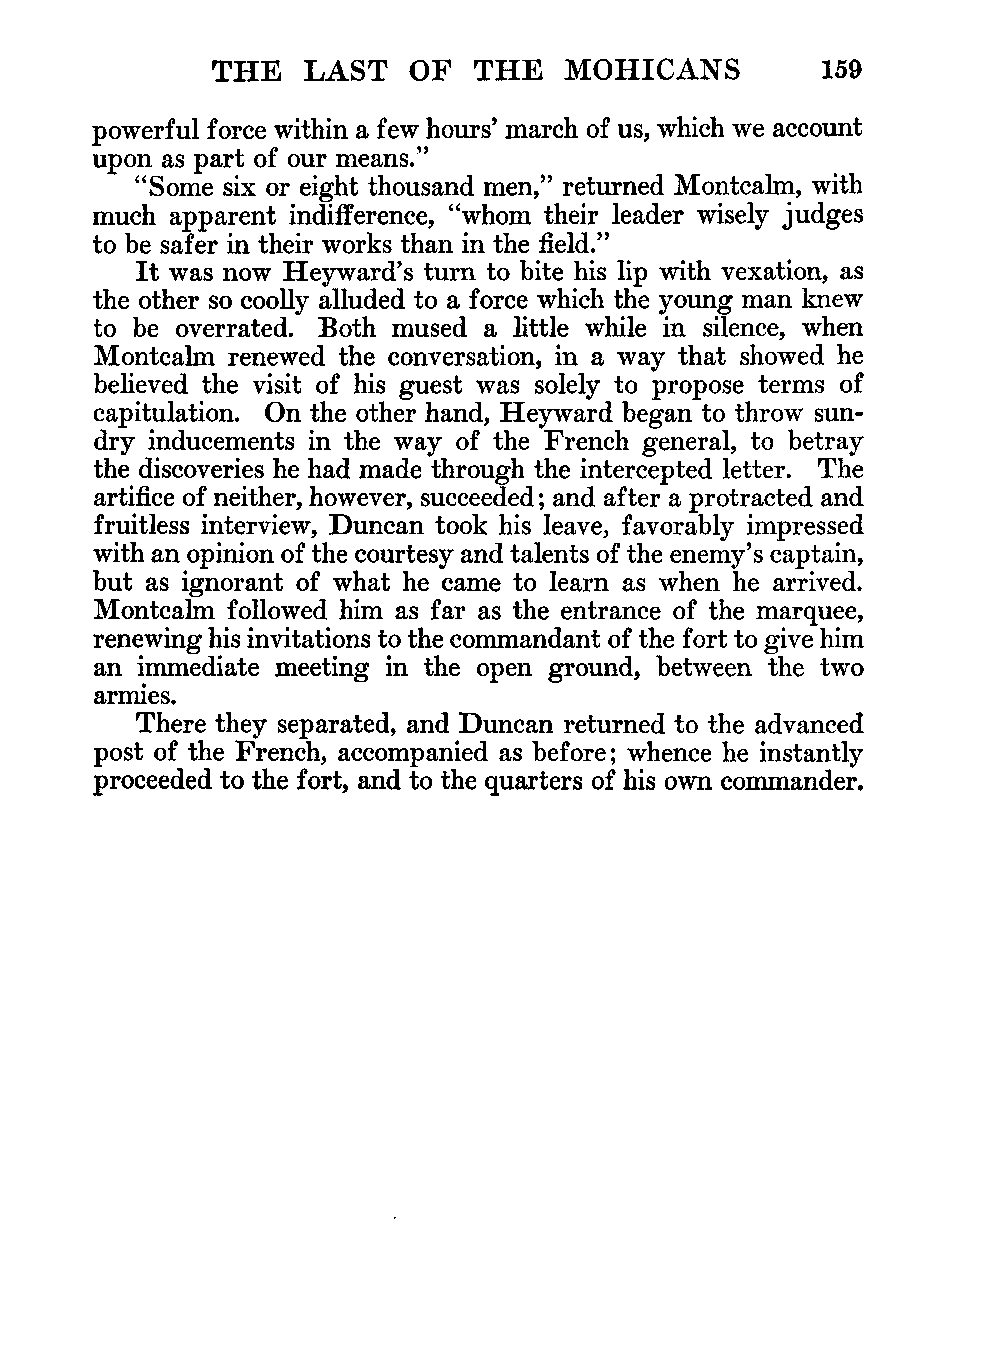 THE LAST OF THE MOHICANS 159
powerful force within a few hours’ march of us, which we account
upon as part of our means.”
“Some six or eight thousand men,” returned Montcalm, with
much apparent indifference, “whom their leader wisely judges
to be safer in their works than in the field.”
It was now Heyward’s turn to bite his lip with vexation, as
the other so coolly alluded to a force which the young man knew
to be overrated. Both mused a little while in silence, when
Montcalm renewed the conversation, in a way that showed he
believed the visit of his guest was solely to propose terms of
capitulation. On the other hand, Heyward began to throw sun-
dry inducements in the way of the French general, to betray
the discoveries he had made through the intercepted letter. The
artifice of neither, however, succeeded; and after a protracted and
fruitless interview, Duncan took his leave, favorably impressed
with an opinion of the courtesy and talents of the enemy’s captain,
but as ignorant of what he came to learn as when he arrived.
Montcalm followed him as far as the entrance of the marquee,
renewing his invitations to the commandant of the fort to give him
an immediate meeting in the open ground, between the two
armies.
There they separated, and Duncan returned to the advanced
post of the French, accompanied as before; whence he instantly
proceeded to the fort, and to the quarters of his own commander.